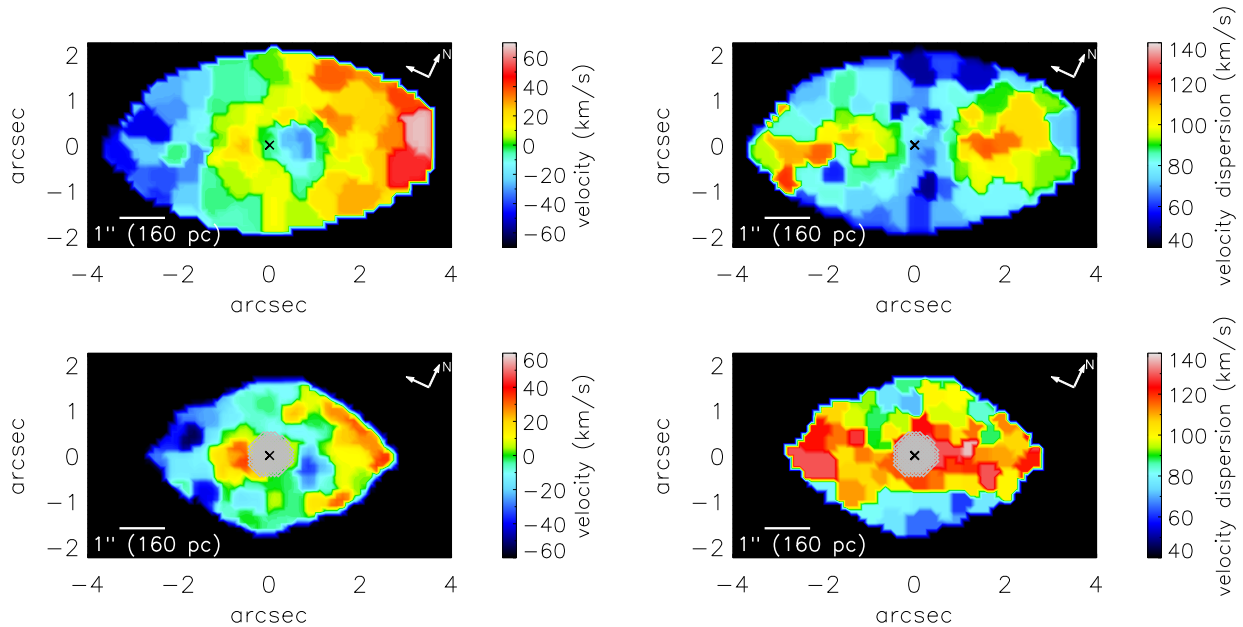 2
1
0
−1
−2
arcsec
N
1'' (160 pc)
−4 −2 0 2 4
arcsec
60
40
20
0
−20
−40
−60
velocity (km/s)
2
1
0
−1
−2
arcsec
N
1'' (160 pc)
−4 −2 0 2 4
arcsec
140
120
100
80
60
40
velocity dispersion (km/s)
2
1
0
−1
−2
arcsec
N
1'' (160 pc)
−4 −2 0 2 4
arcsec
60
40
20
0
−20
−40
−60
velocity (km/s)
2
1
0
−1
−2
arcsec
N
1'' (160 pc)
−4 −2 0 2 4
arcsec
140
120
100
80
60
40
velocity dispersion (km/s)